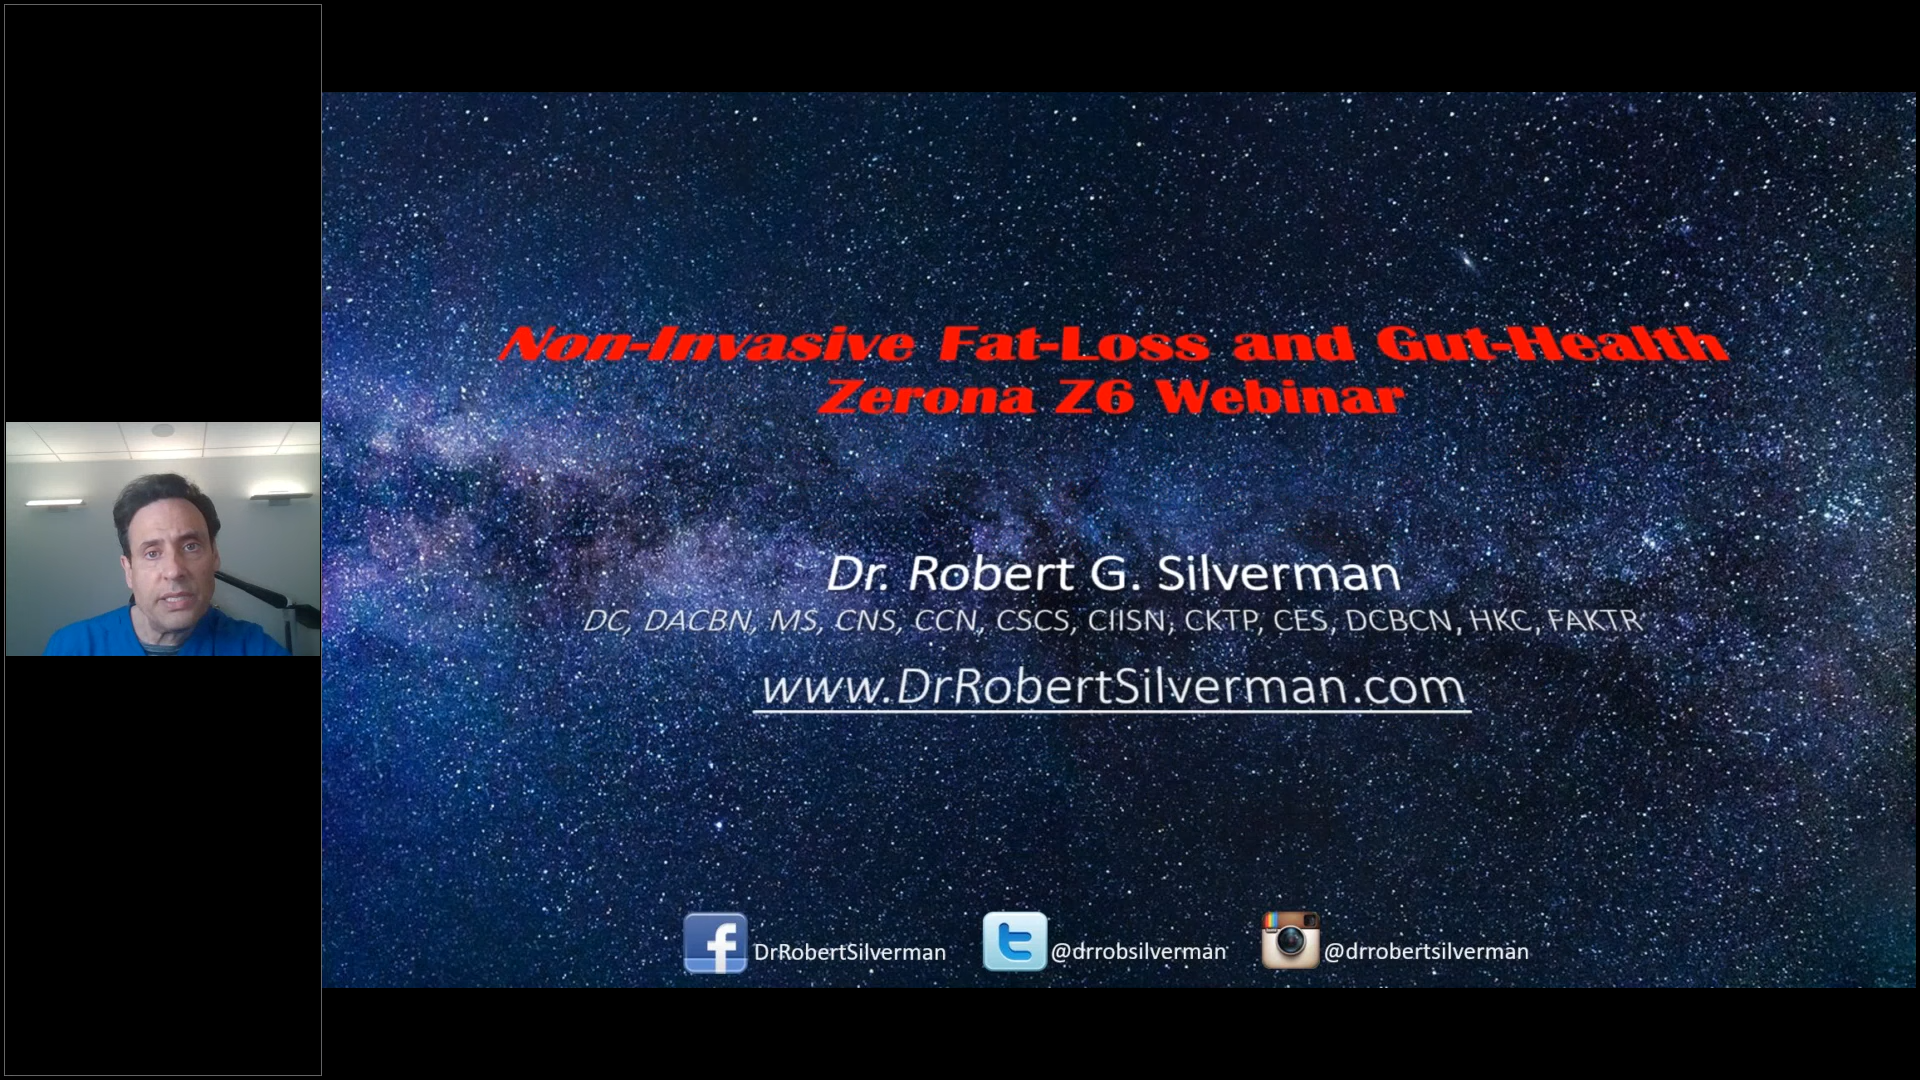 Non-Invasive Fat-Loss and Gut-Health
Zerona Z6 Webinar
Dr. Robert G. Silverman
DC, DACBN, MS, CNS, CCN, CSCS, CIISN, CKTP, CES, DCBCN, HKC, FAKTR
www.DrRobertSilverman.com
DrRobertSilverman
@drrobsilverman
@drrobertsilverman